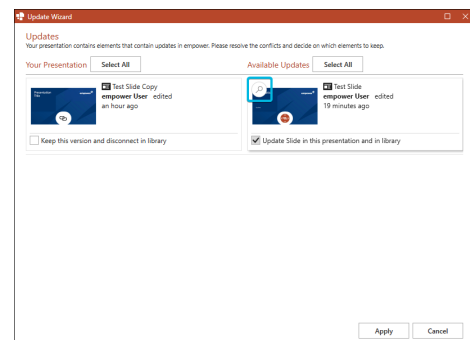 Update Wizard
Updates
Your presentation contains elements that contain updates in empower. Please resolve the conflicts and decide on which elements to keep.
Your Presentation Select All
Available Updates Select All
Test Slide Copy
empower User edited
an hour ago
Keep this version and disconnect in library
Test Slide
empower User edited
19 minutes ago
Update Slide in this presentation and in library
Apply Cancel